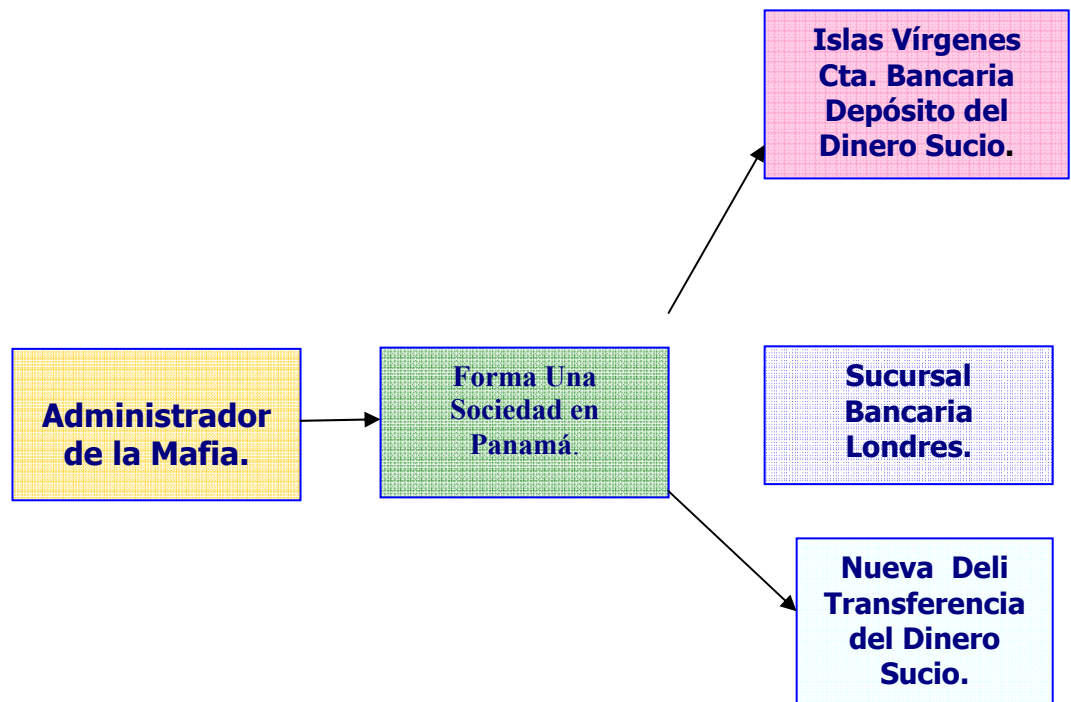 Islas Vírgenes
Cta. Bancaria
Depósito del
Dinero Sucio.
Administrador
de la Mafia.
Forma Una
Sociedad en
Panamá.
Sucursal
Bancaria
Londres.
Nueva Deli
Transferencia
del Dinero
Sucio.